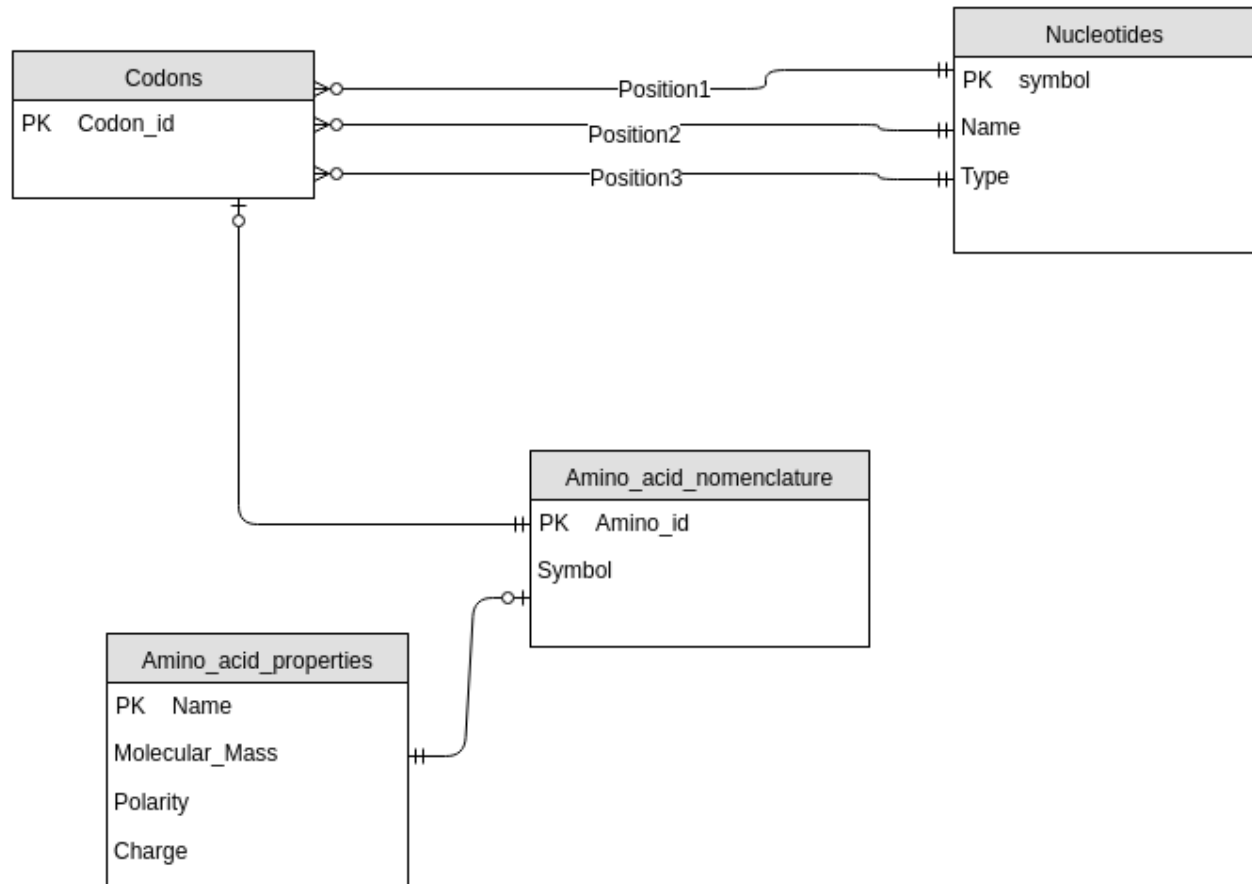 Codons
PK Codon_id
Position1
Position2
Position3
Nucleotides
PK symbol
Name
Type
Amino_acid_nomenclature
PK Amino_id
Symbol
Amino_acid_properties
PK Name
Molecular_Mass
Polarity
Charge